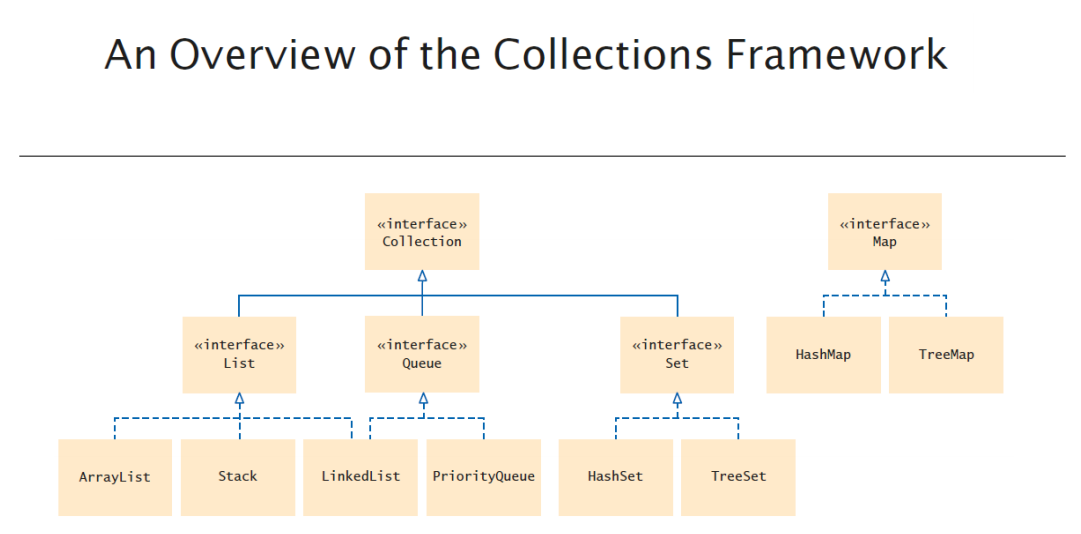 An Overview of the Collections Framework
«interface»
Collection
«interface»
Map
«interface»
List
«interface»
Queue
«interface»
Set
HashMap
TreeMap
ArrayList
Stack
LinkedList
PriorityQueue
HashSet
TreeSet